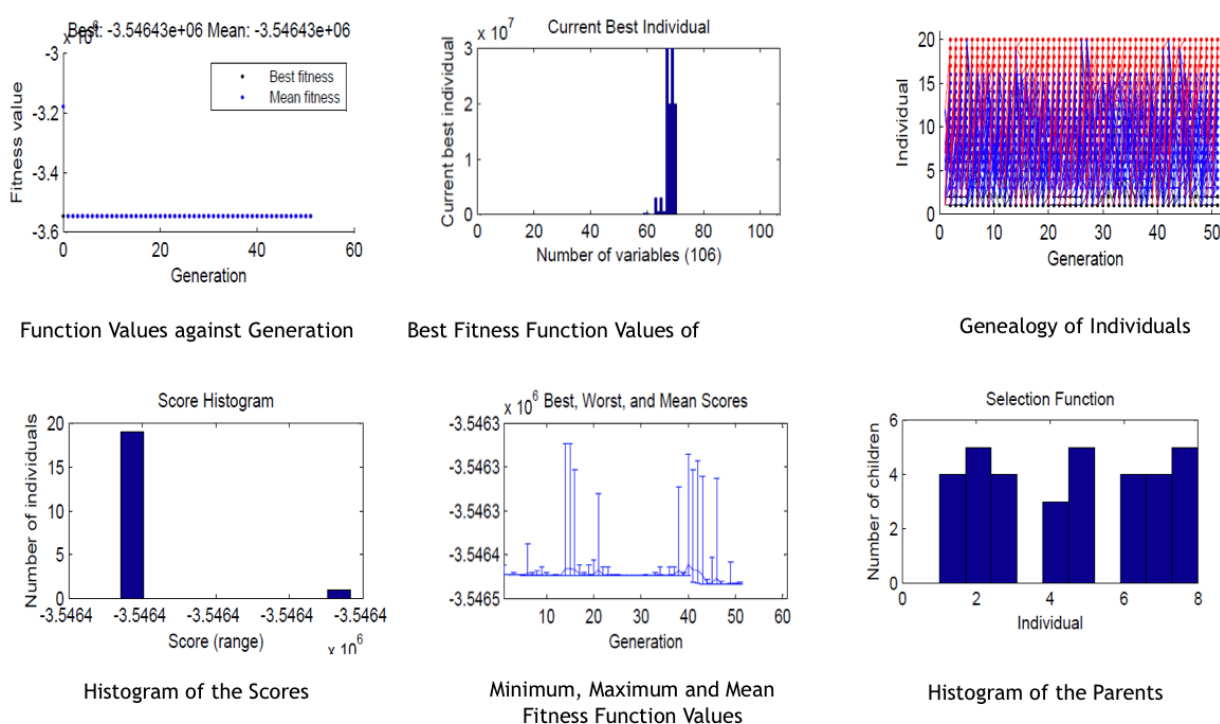 Best: -3.54643e+06 Mean: -3.54643e+06
x 10^6
-3
-3.2
-3.4
-3.6
0 20 40 60
Fitness value
Generation
Best fitness
Mean fitness
Function Values against Generation
x 10^7
Current Best Individual
3
2
1
0
0 20 40 60 80 100
Current best individual
Number of variables (106)
Best Fitness Function Values of
20
15
10
5
0
0 10 20 30 40 50
Individual
Generation
Genealogy of Individuals
Score Histogram
20
15
10
5
0
-3.5464 -3.5464 -3.5464 -3.5464 -3.5464
Number of individuals
Score (range)
x 10^6
Histogram of the Scores
x 10^6 Best, Worst, and Mean Scores
-3.5463
-3.5463
-3.5463
-3.5464
-3.5465
10 20 30 40 50 60
Generation
Minimum, Maximum and Mean
Fitness Function Values
Selection Function
6
4
2
0
0 2 4 6 8
Number of children
Individual
Histogram of the Parents